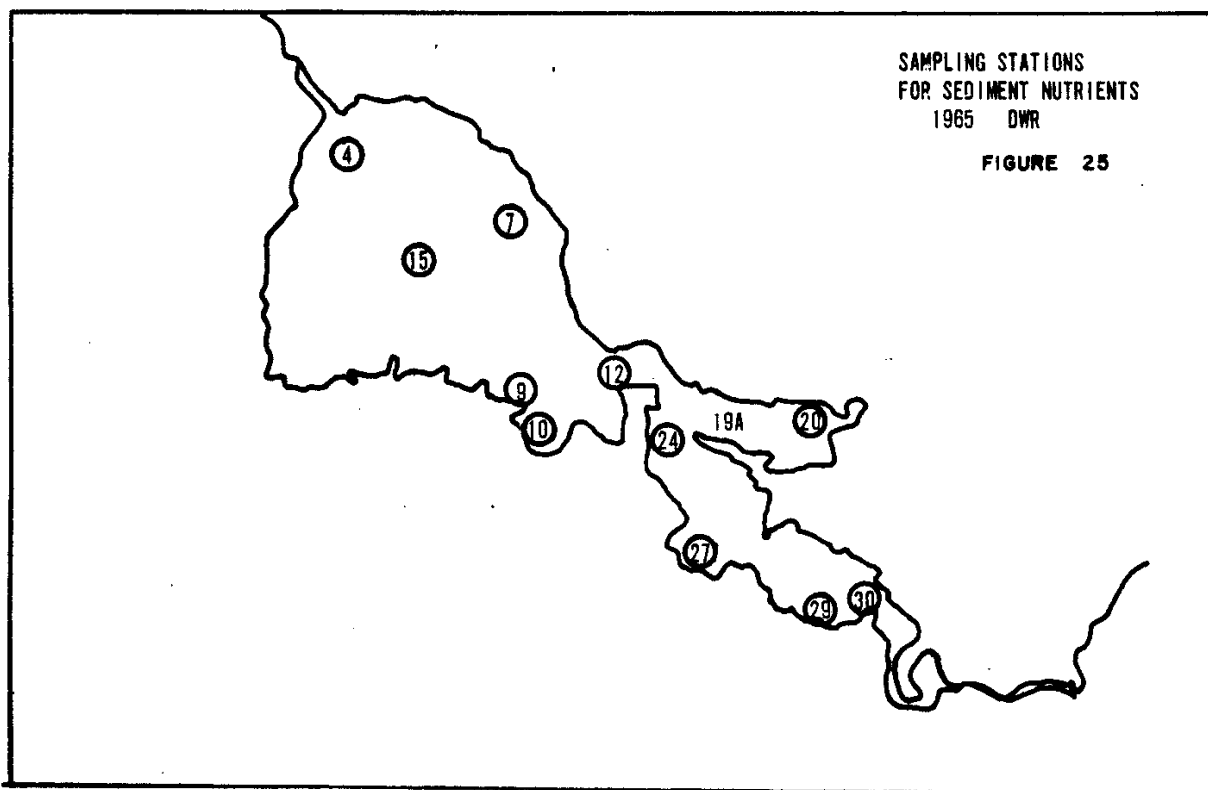 SAMPLING STATIONS
FOR SEDIMENT NUTRIENTS
1965 DWR
FIGURE 25
4
7
15
12
9
10
24
19A
20
27
29
30